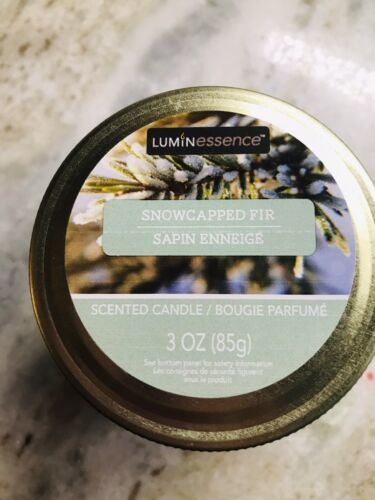 LUMINessence™
SNOWCAPPED FIR
SAPIN ENNEIGÉ
SCENTED CANDLE / BOUGIE PARFUMÉ
3 OZ (85g)
See bottom panel for safety information
Les consignes de sécurité figurent
sous le produit